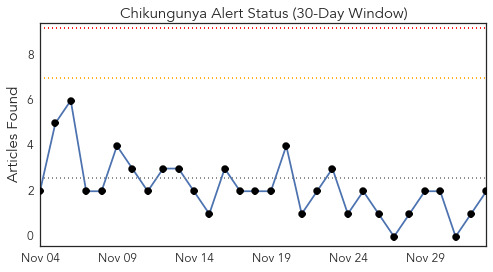 Chikungunya Alert Status (30-Day Window)
Articles Found
8
6
4
2
0
Nov 04 Nov 09 Nov 14 Nov 19 Nov 24 Nov 29